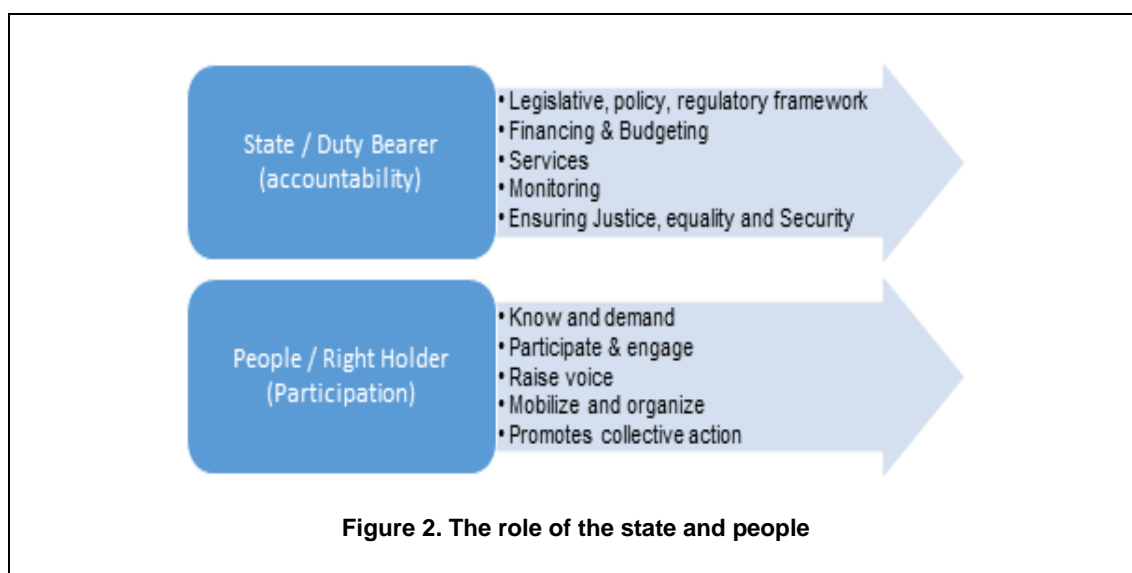 State / Duty Bearer
(accountability)
• Legislative, policy, regulatory framework
• Financing & Budgeting
• Services
• Monitoring
• Ensuring Justice, equality and Security
People / Right Holder
(Participation)
• Know and demand
• Participate & engage
• Raise voice
• Mobilize and organize
• Promotes collective action
Figure 2. The role of the state and people